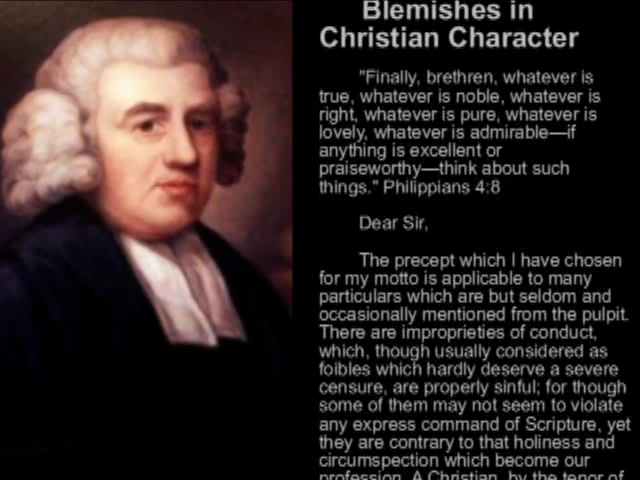 Blemishes in
Christian Character
"Finally, brethren, whatever is
true, whatever is noble, whatever is
right, whatever is pure, whatever is
lovely, whatever is admirable—if
anything is excellent or
praiseworthy—think about such
things." Philippians 4:8
Dear Sir,
The precept which I have chosen
for my motto is applicable to many
particulars which are but seldom and
occasionally mentioned from the pulpit.
There are improprieties of conduct,
which, though usually considered as
foibles which hardly deserve a severe
censure, are properly sinful; for though
some of them may not seem to violate
any express command of Scripture, yet
they are contrary to that holiness and
circumspection which become our
profession. A Christian, by the tenor of